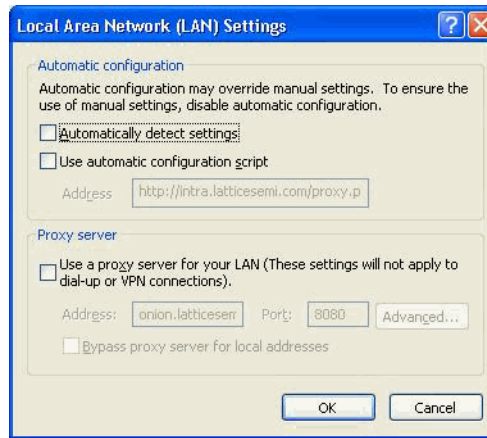 Local Area Network (LAN) Settings
Automatic configuration
Automatic configuration may override manual settings. To ensure the
use of manual settings, disable automatic configuration.
Automatically detect settings
Use automatic configuration script
Address http://intra.latticesemi.com/proxy.p
Proxy server
Use a proxy server for your LAN (These settings will not apply to
dial-up or VPN connections).
Address: onion.latticesem Port: 8080 Advanced...
Bypass proxy server for local addresses
OK Cancel